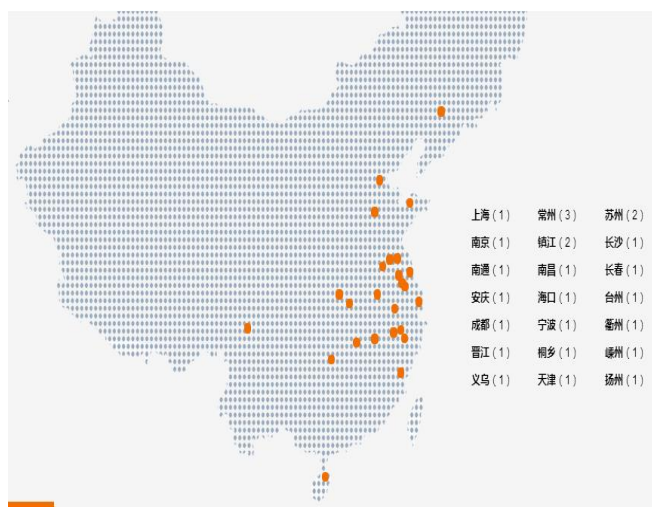 上海(1) 常州(3) 苏州(2)
南京(1) 镇江(2) 长沙(1)
南通(1) 南昌(1) 长春(1)
安庆(1) 海口(1) 台州(1)
成都(1) 宁波(1) 衢州(1)
晋江(1) 桐乡(1) 嵊州(1)
义乌(1) 天津(1) 扬州(1)